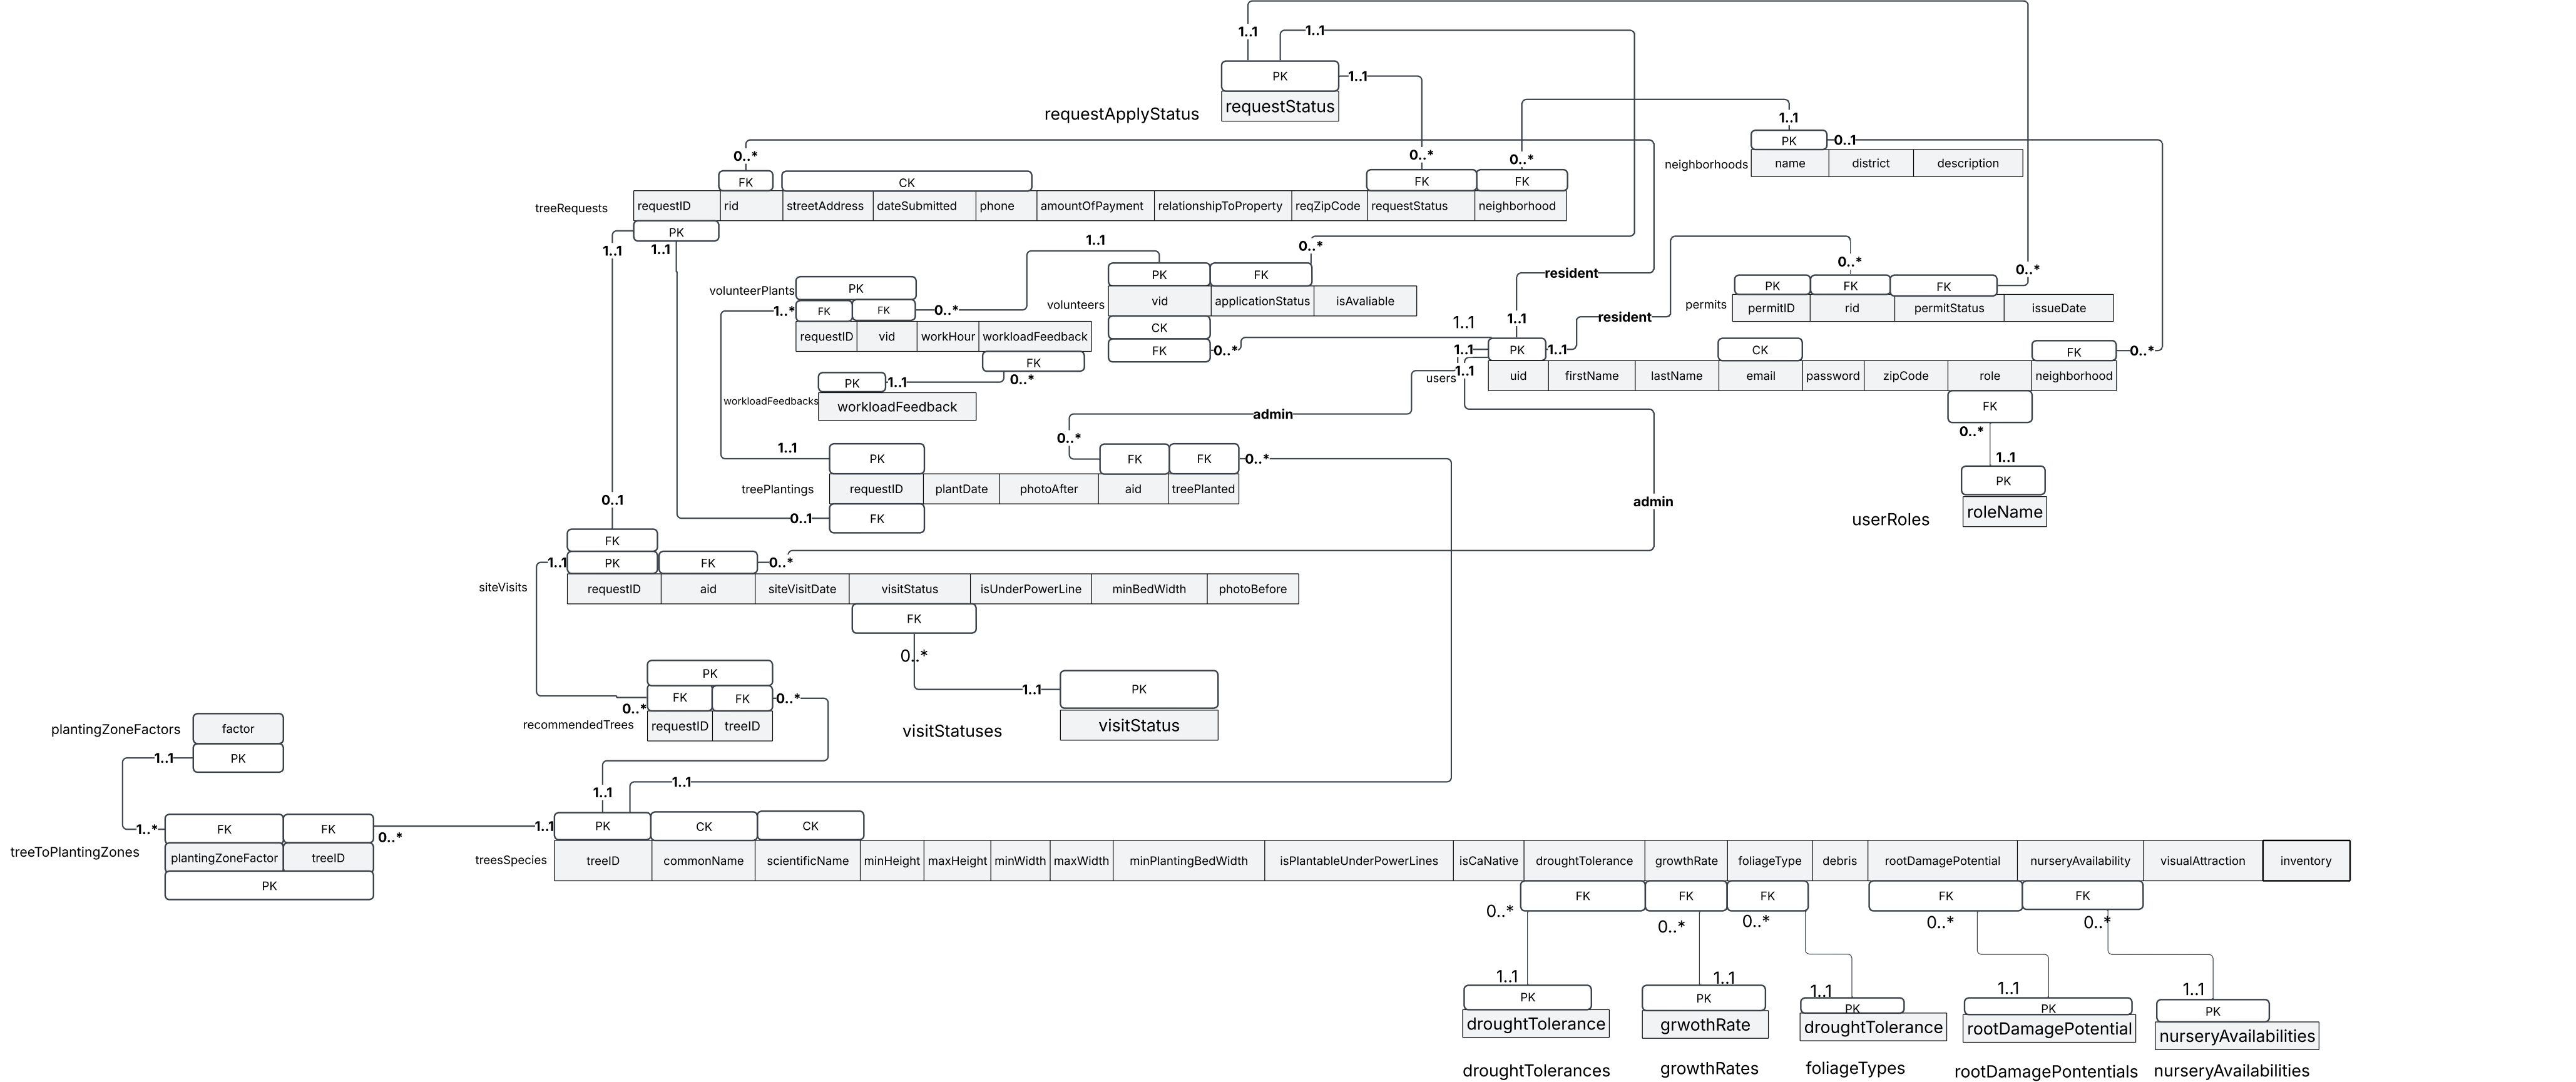 1..1
1..1
PK
1..1
requestStatus
requestApplyStatus
1..1
PK
0..1
neighborhoods
name
district
description
0..*
0..*
0..*
FK
CK
FK
FK
treeRequests
requestID
rid
streetAddress
dateSubmitted
phone
amountOfPayment
relationshipToProperty
reqZipCode
requestStatus
neighborhood
PK
1..1
1..1
1..1
0..*
PK
FK
volunteers
vid
applicationStatus
isAvaliable
CK
FK
0..*
resident
0..*
0..*
PK
FK
FK
permits
permitID
rid
permitStatus
issueDate
volunteerPlants
PK
1..*
FK
FK
0..*
requestID
vid
workHour
workloadFeedback
FK
0..*
PK
1..1
workloadFeedbacks
workloadFeedback
resident
1..1
1..1
1..1
PK
1..1
CK
FK
0..*
1..1
users
uid
firstName
lastName
email
password
zipCode
role
neighborhood
FK
0..*
1..1
PK
roleName
userRoles
admin
0..*
1..1
PK
FK
FK
0..*
treePlantings
requestID
plantDate
photoAfter
aid
treePlanted
0..1
FK
admin
0..1
FK
1..1
PK
FK
0..*
siteVisits
requestID
aid
siteVisitDate
visitStatus
isUnderPowerLine
minBedWidth
photoBefore
FK
0..*
1..1
PK
visitStatus
visitStatuses
PK
FK
FK
0..*
0..*
recommendedTrees
requestID
treeID
plantingZoneFactors
factor
1..1
PK
1..1
1..1
1..*
FK
FK
0..*
1..1
treeToPlantingZones
plantingZoneFactor
treeID
PK
PK
CK
CK
treesSpecies
treeID
commonName
scientificName
minHeight
maxHeight
minWidth
maxWidth
minPlantingBedWidth
isPlantableUnderPowerLines
isCaNative
droughtTolerance
growthRate
foliageType
debris
rootDamagePotential
nurseryAvailability
visualAttraction
inventory
FK
FK
FK
FK
FK
0..*
0..*
0..*
0..*
0..*
1..1
1..1
1..1
1..1
1..1
PK
PK
PK
PK
PK
droughtTolerance
grwothRate
droughtTolerance
rootDamagePotential
nurseryAvailabilities
droughtTolerances
growthRates
foliageTypes
rootDamagePontentials
nurseryAvailabilities